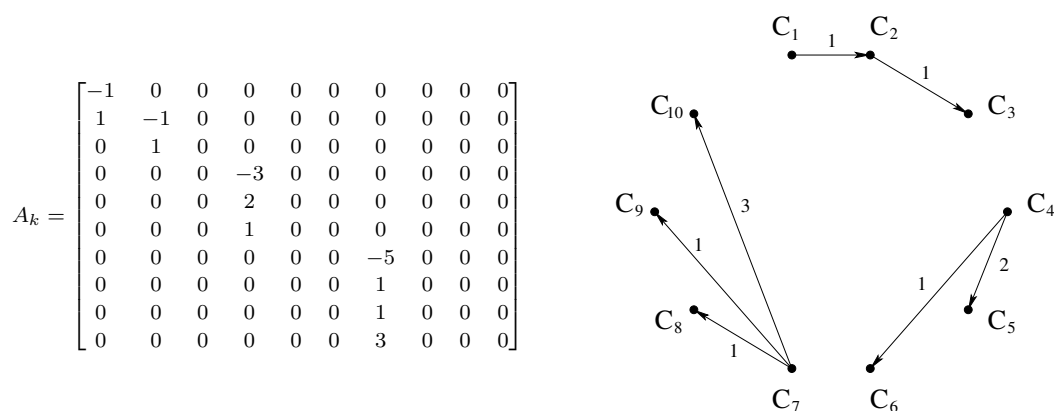 A_k =
−1 0 0 0 0 0 0 0 0 0
1 −1 0 0 0 0 0 0 0 0
0 1 0 0 0 0 0 0 0 0
0 0 0 −3 0 0 0 0 0 0
0 0 0 2 0 0 0 0 0 0
0 0 0 1 0 0 0 0 0 0
0 0 0 0 0 0 −5 0 0 0
0 0 0 0 0 0 1 0 0 0
0 0 0 0 0 0 1 0 0 0
0 0 0 0 0 0 3 0 0 0
C1 C2
1
1
C10 C3
C9 3 C4
1 2
1
C8 C5
1
C7 C6